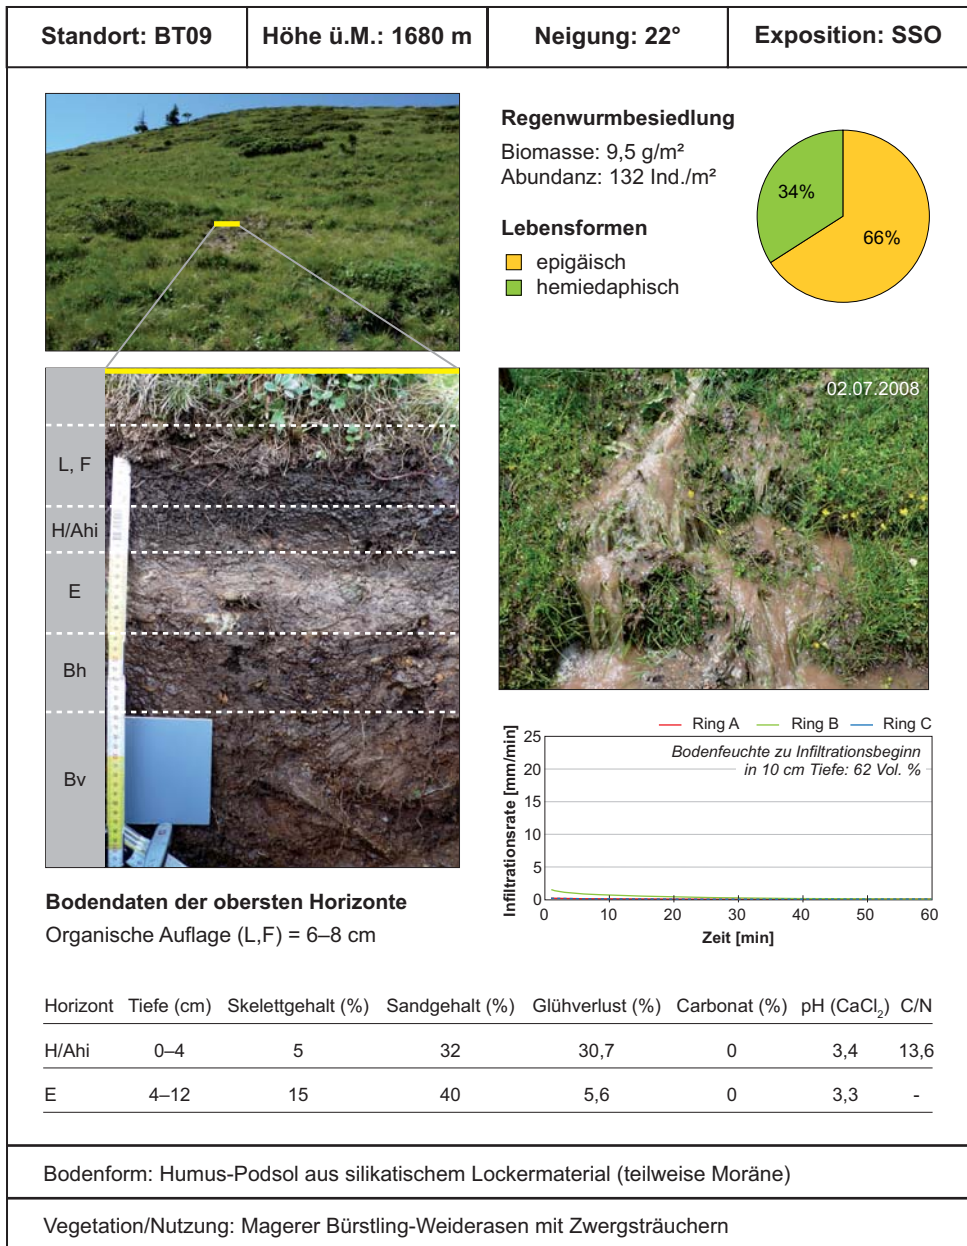 Standort: BT09
Höhe ü.M.: 1680 m
Neigung: 22°
Exposition: SSO
Regenwurmbesiedlung
Biomasse: 9,5 g/m²
Abundanz: 132 Ind./m²
Lebensformen
epigäisch
hemiedaphisch
34%
66%
L, F
H/Ahi
E
Bh
Bv
02.07.2008
Ring A
Ring B
Ring C
Bodenfeuchte zu Infiltrationsbeginn
in 10 cm Tiefe: 62 Vol. %
Infiltrationsrate [mm/min]
25
20
15
10
5
0
0 10 20 30 40 50 60
Zeit [min]
Bodendaten der obersten Horizonte
Organische Auflage (L,F) = 6–8 cm
Horizont Tiefe (cm) Skelettgehalt (%) Sandgehalt (%) Glühverlust (%) Carbonat (%) pH (CaCl₂) C/N
H/Ahi 0–4 5 32 30,7 0 3,4 13,6
E 4–12 15 40 5,6 0 3,3 -
Bodenform: Humus-Podsol aus silikatischem Lockermaterial (teilweise Moräne)
Vegetation/Nutzung: Magerer Bürstling-Weiderasen mit Zwergsträuchern